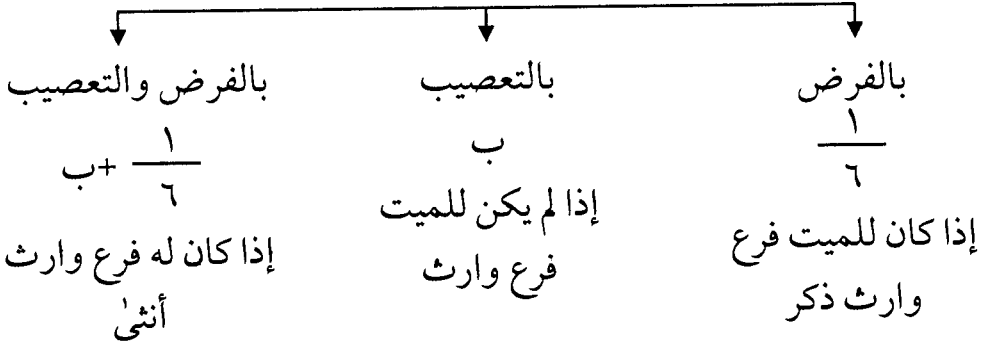 بالفرض
١
٦
إذا كان للميت فرع
وارث ذكر
بالتعصيب
ب
إذا لم يكن للميت
فرع وارث
بالفرض والتعصيب
١
٦ +ب
إذا كان له فرع وارث
أنثىٰ